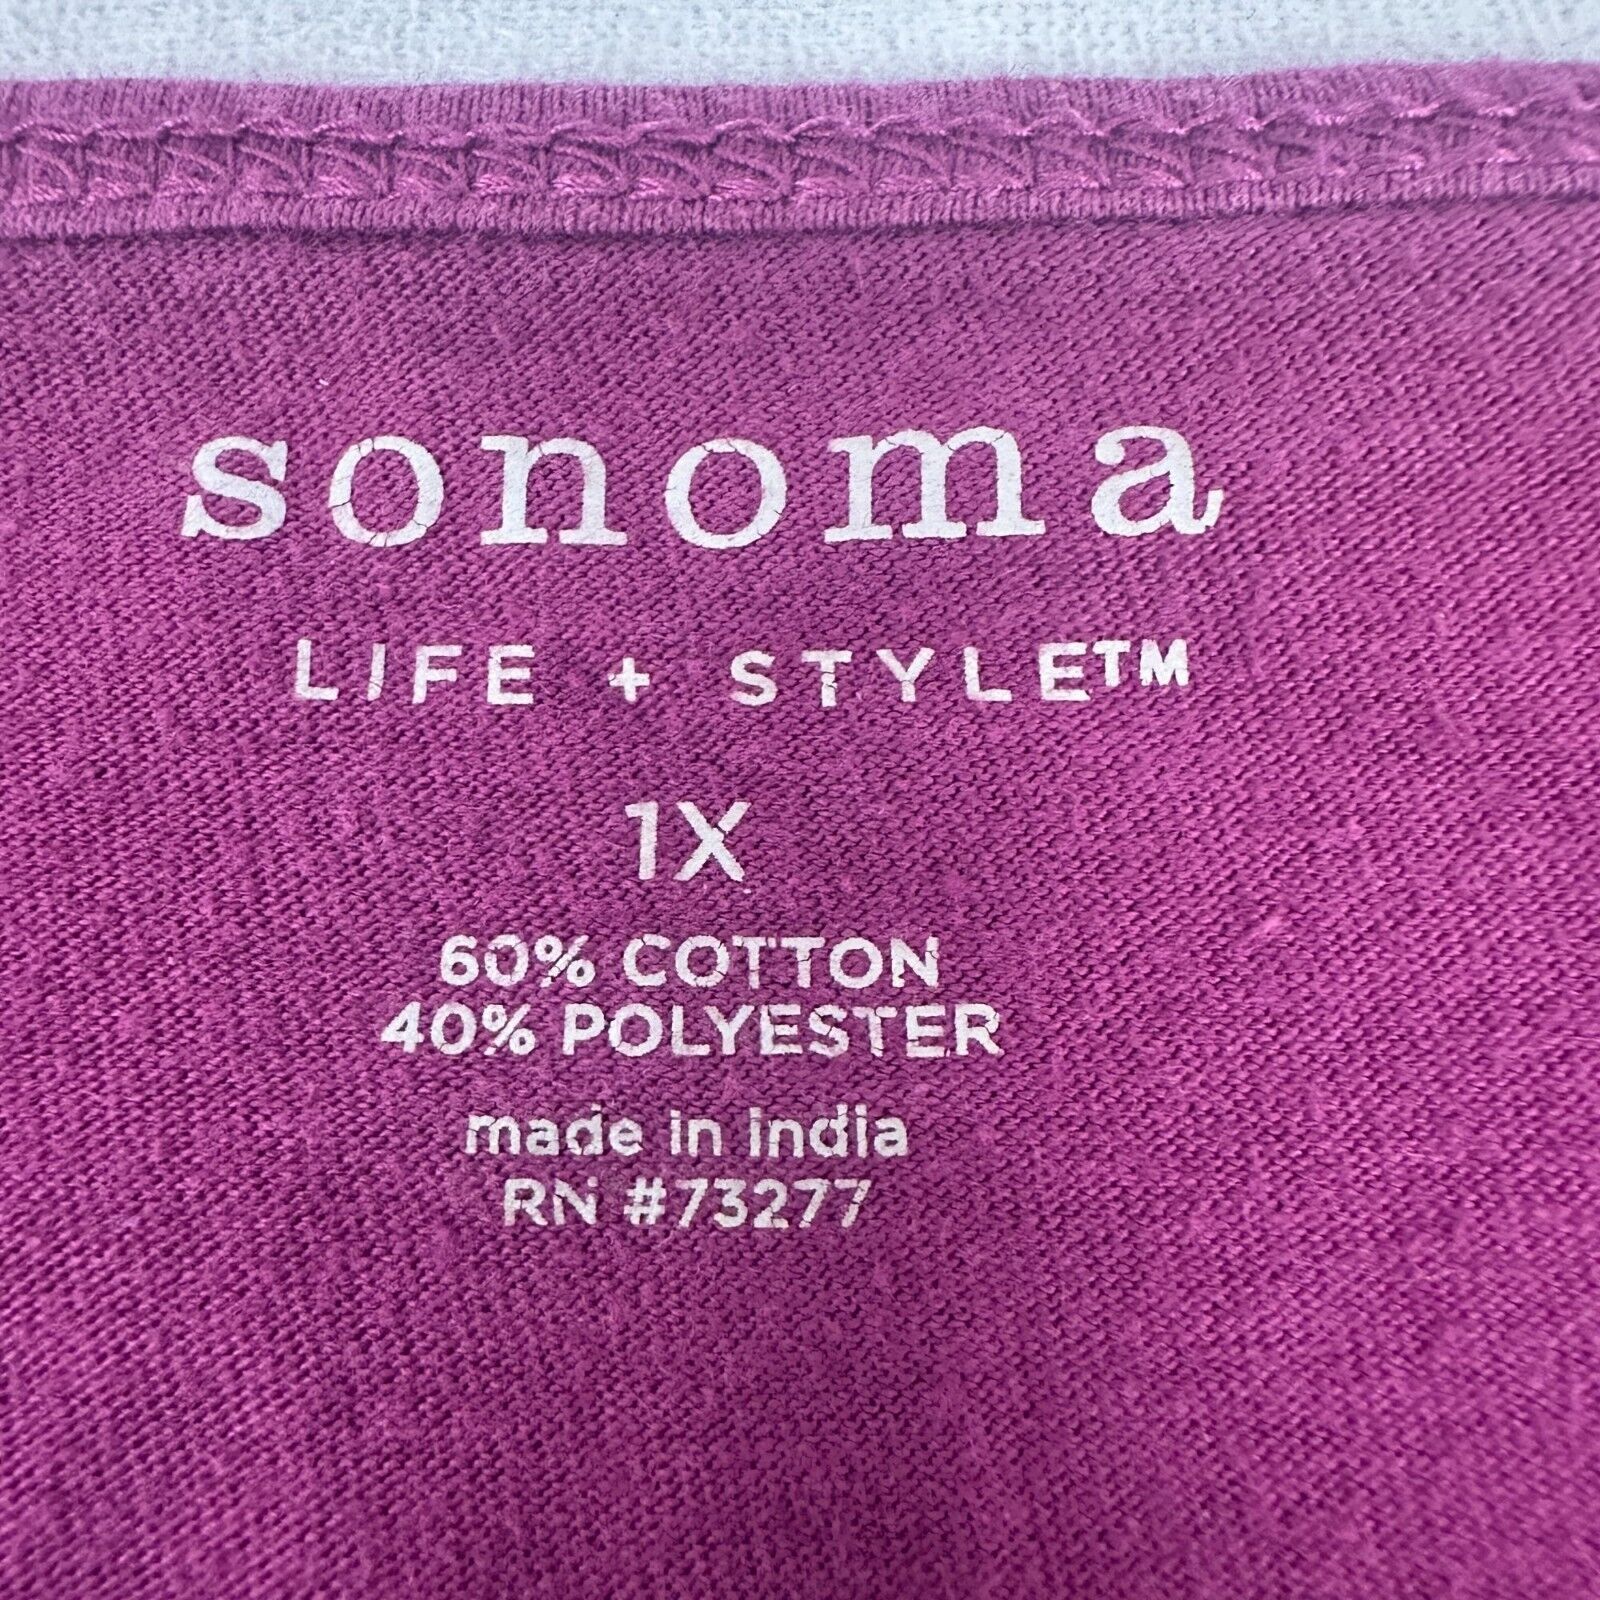 sonoma
LIFE + STYLE™
1X
60% COTTON
40% POLYESTER
made in india
RN #73277